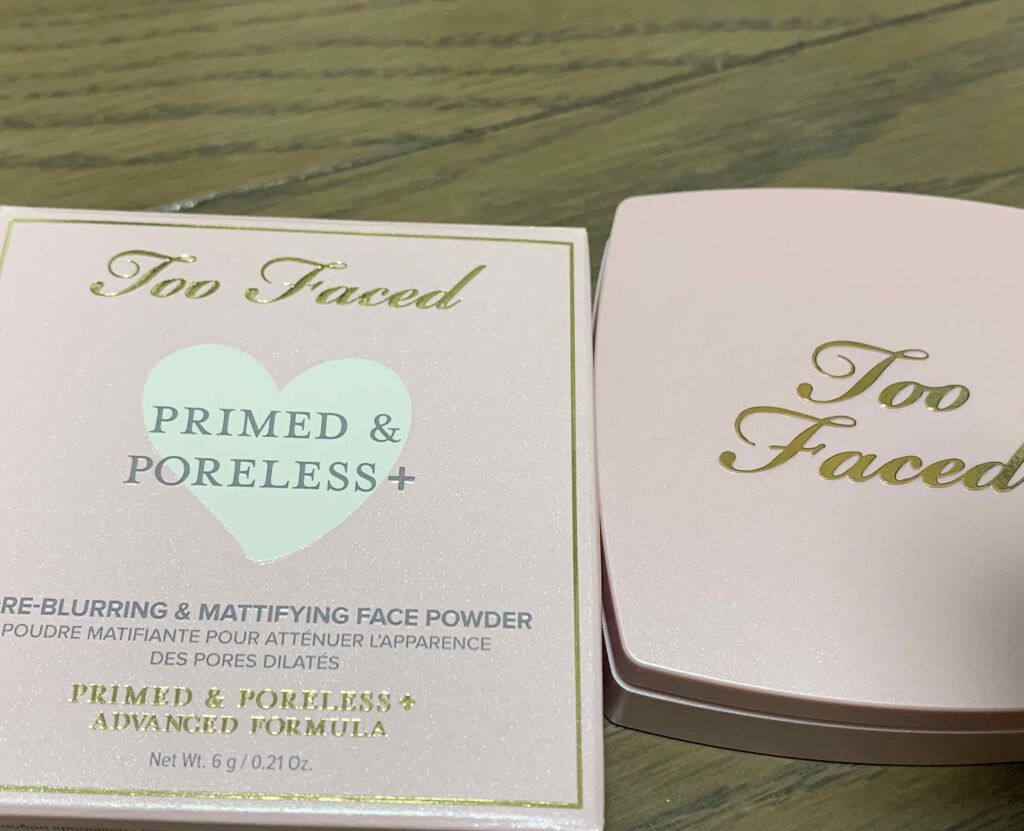 Too Faced
PRIMED &
PORELESS+
RE-BLURRING & MATTIFYING FACE POWDER
POUDRE MATIFIANTE POUR ATTÉNUER L'APPARENCE
DES PORES DILATÉS
PRIMED & PORELESS+
ADVANCED FORMULA
Net Wt. 6 g / 0.21 Oz.
Too
Faced